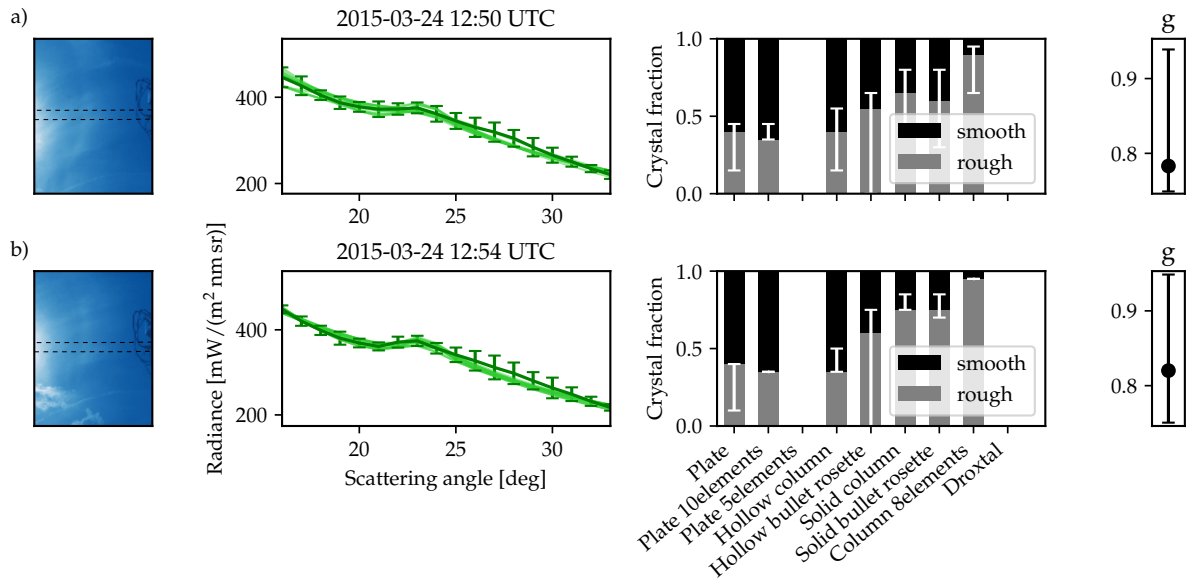 a)
2015-03-24 12:50 UTC
400
200
20
25
30
Crystal fraction
1.0
0.5
0.0
smooth
rough
g
0.9
0.8
b)
Radiance [mW/(m² nm sr)]
2015-03-24 12:54 UTC
400
200
20
25
30
Scattering angle [deg]
Crystal fraction
1.0
0.5
0.0
smooth
rough
Plate
Plate 10elements
Plate 5elements
Hollow column
Hollow bullet rosette
Solid column
Solid bullet rosette
Column 8elements
Droxtal
g
0.9
0.8